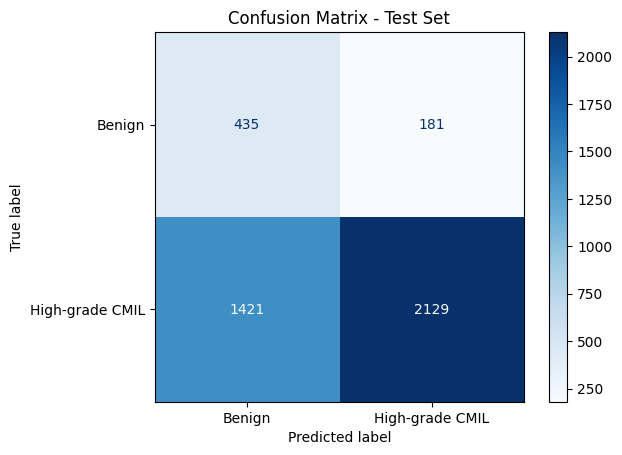 Confusion Matrix - Test Set
True label
Benign
High-grade CMIL
435
181
1421
2129
Benign
High-grade CMIL
Predicted label
2000
1750
1500
1250
1000
750
500
250